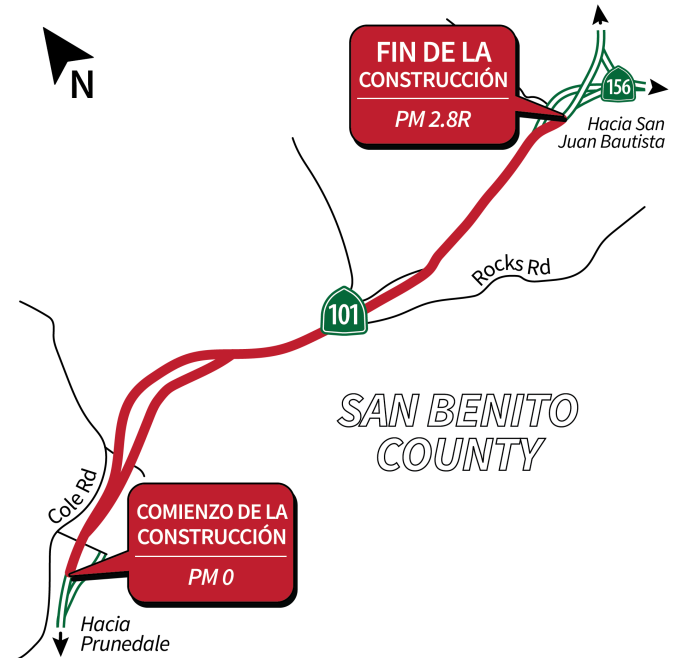 N
FIN DE LA
CONSTRUCCIÓN
PM 2.8R
156
Hacia San
Juan Bautista
Rocks Rd
101
SAN BENITO
COUNTY
Cole Rd
COMIENZO DE LA
CONSTRUCCIÓN
PM 0
Hacia
Prunedale